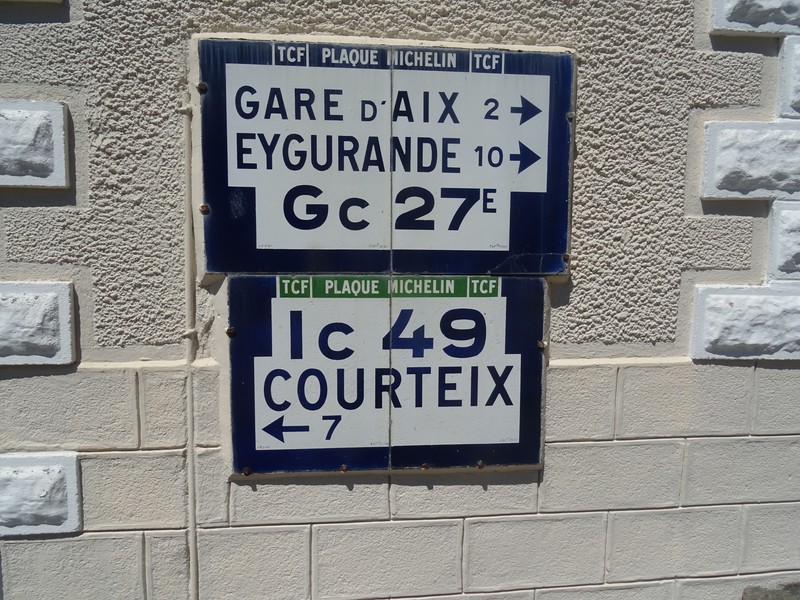 TCF PLAQUE MICHELIN TCF
GARE D'AIX 2 →
EYGURANDE 10 →
Gc 27E
TCF PLAQUE MICHELIN TCF
Ic 49
COURTEIX
← 7